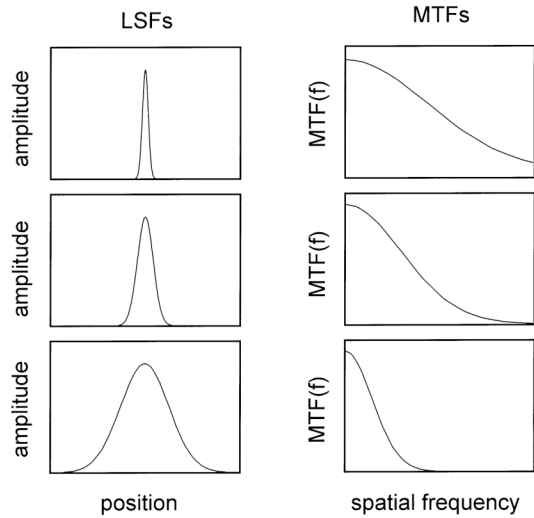 LSFs
MTFs
amplitude
MTF(f)
amplitude
MTF(f)
amplitude
MTF(f)
position
spatial frequency